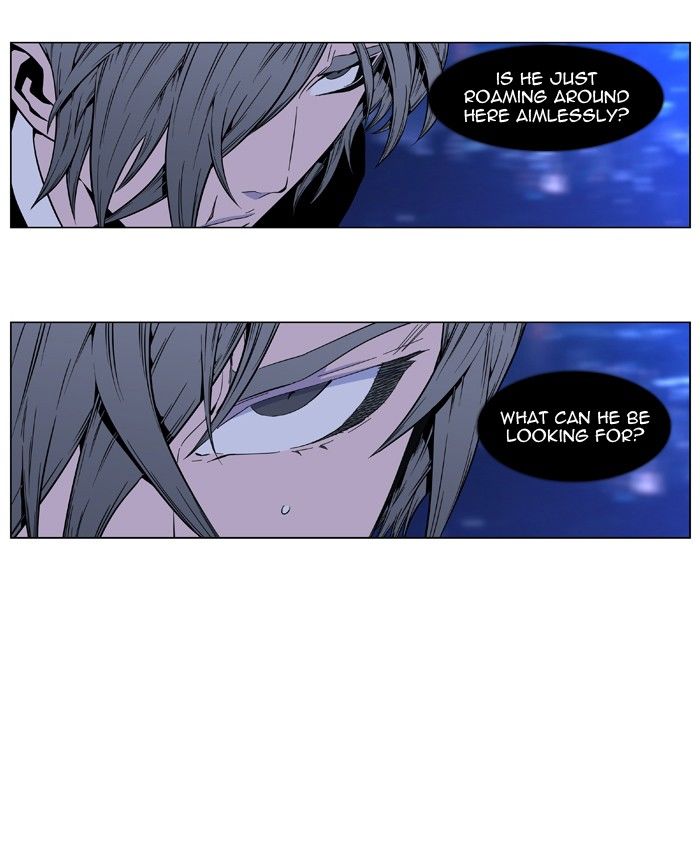 IS HE JUST
ROAMING AROUND
HERE AIMLESSLY?
WHAT CAN HE BE
LOOKING FOR?